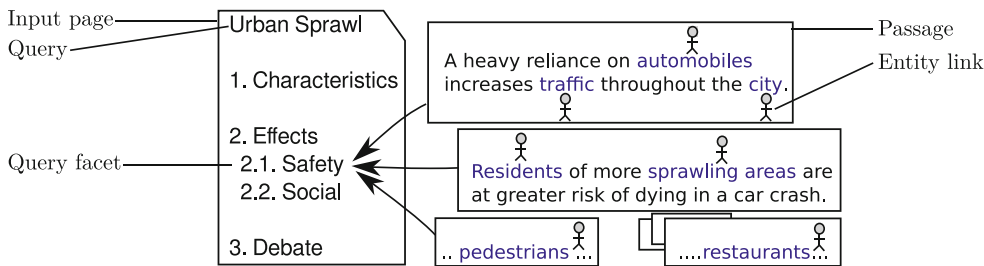 Input page
Query
Query facet
Urban Sprawl
1. Characteristics
2. Effects
2.1. Safety
2.2. Social
3. Debate
A heavy reliance on automobiles
increases traffic throughout the city.
Residents of more sprawling areas are
at greater risk of dying in a car crash.
.. pedestrians ...
....restaurants...
Passage
Entity link